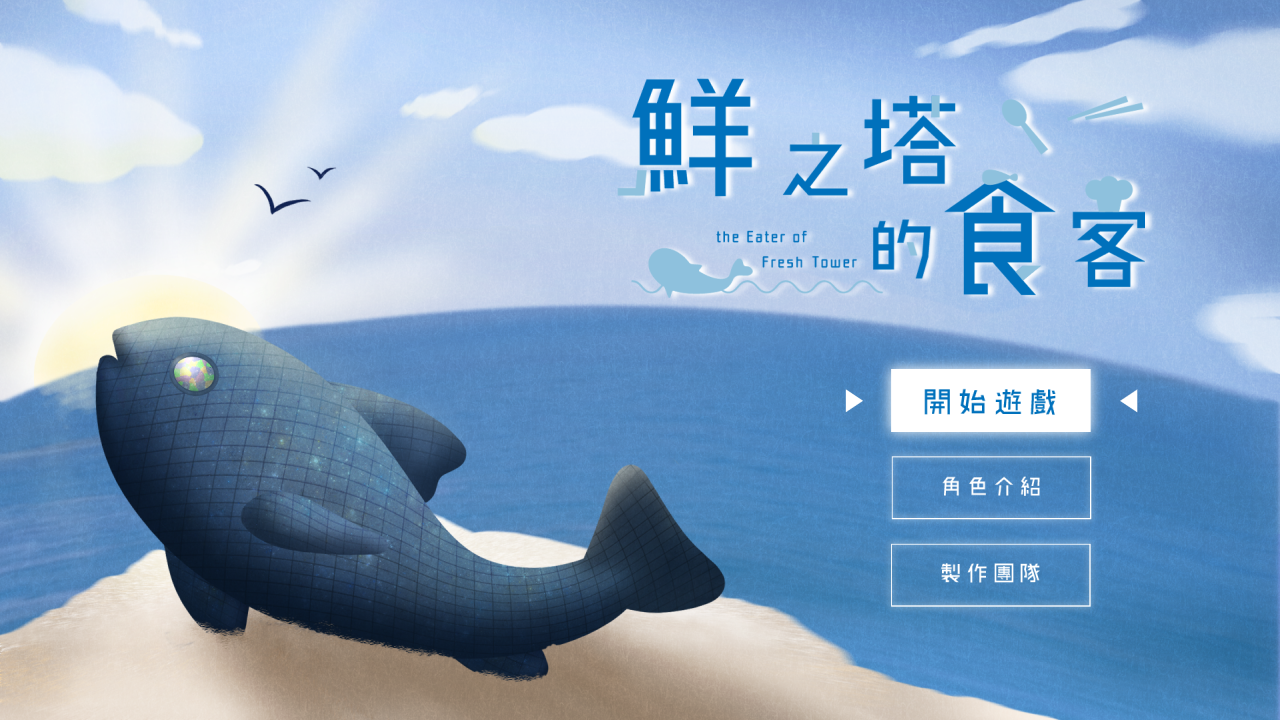 鮮之塔的食客
the Eater of
Fresh Tower
開始遊戲
角色介紹
製作團隊